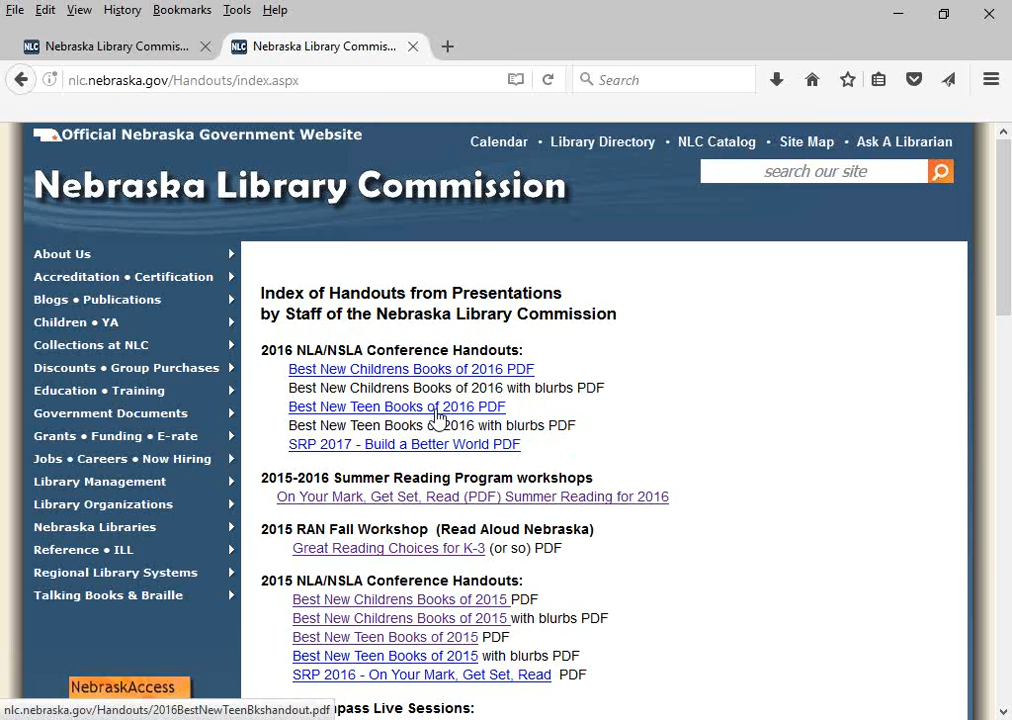 File Edit View History Bookmarks Tools Help
NLC Nebraska Library Commis... NLC Nebraska Library Commis...
nlc.nebraska.gov/Handouts/index.aspx Search
Official Nebraska Government Website
Calendar • Library Directory • NLC Catalog • Site Map • Ask A Librarian
Nebraska Library Commission
search our site
About Us
Accreditation • Certification
Blogs • Publications
Children • YA
Collections at NLC
Discounts • Group Purchases
Education • Training
Government Documents
Grants • Funding • E-rate
Jobs • Careers • Now Hiring
Library Management
Library Organizations
Nebraska Libraries
Reference • ILL
Regional Library Systems
Talking Books & Braille
NebraskAccess
Index of Handouts from Presentations
by Staff of the Nebraska Library Commission
2016 NLA/NSLA Conference Handouts:
Best New Childrens Books of 2016 PDF
Best New Childrens Books of 2016 with blurbs PDF
Best New Teen Books of 2016 PDF
Best New Teen Books of 2016 with blurbs PDF
SRP 2017 - Build a Better World PDF
2015-2016 Summer Reading Program workshops
On Your Mark, Get Set, Read (PDF) Summer Reading for 2016
2015 RAN Fall Workshop (Read Aloud Nebraska)
Great Reading Choices for K-3 (or so) PDF
2015 NLA/NSLA Conference Handouts:
Best New Childrens Books of 2015 PDF
Best New Childrens Books of 2015 with blurbs PDF
Best New Teen Books of 2015 PDF
Best New Teen Books of 2015 with blurbs PDF
SRP 2016 - On Your Mark, Get Set, Read PDF
pass Live Sessions:
nlc.nebraska.gov/Handouts/2016BestNewTeenBkshandout.pdf